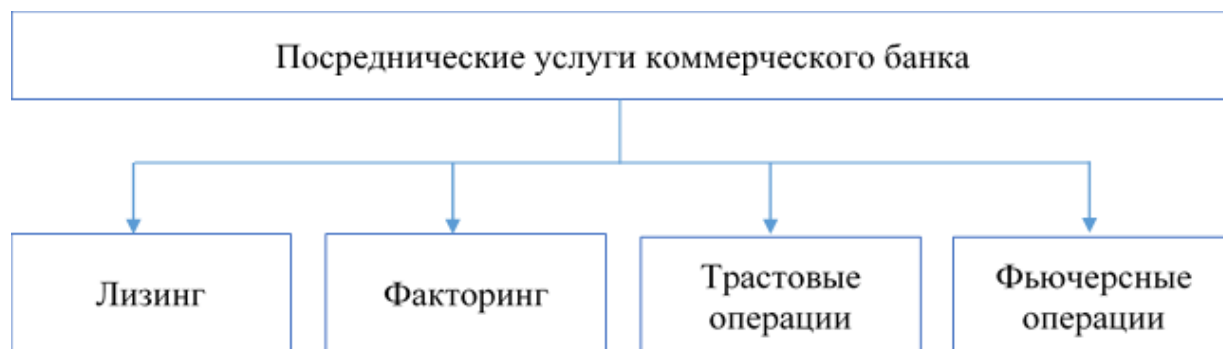 Посреднические услуги коммерческого банка
Лизинг
Факторинг
Трастовые
операции
Фьючерсные
операции